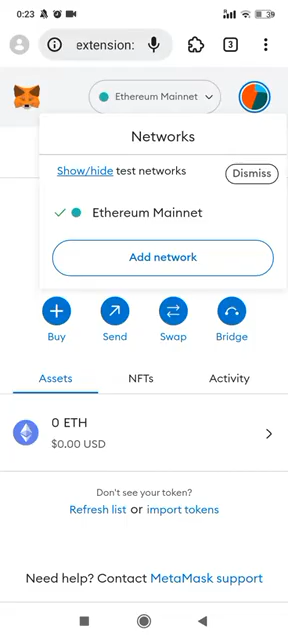 0:23
39
extension:
3
Ethereum Mainnet
Networks
Show/hide test networks
Dismiss
Ethereum Mainnet
Add network
Buy
Send
Swap
Bridge
Assets
NFTs
Activity
0 ETH
$0.00 USD
Don't see your token?
Refresh list or import tokens
Need help? Contact MetaMask support